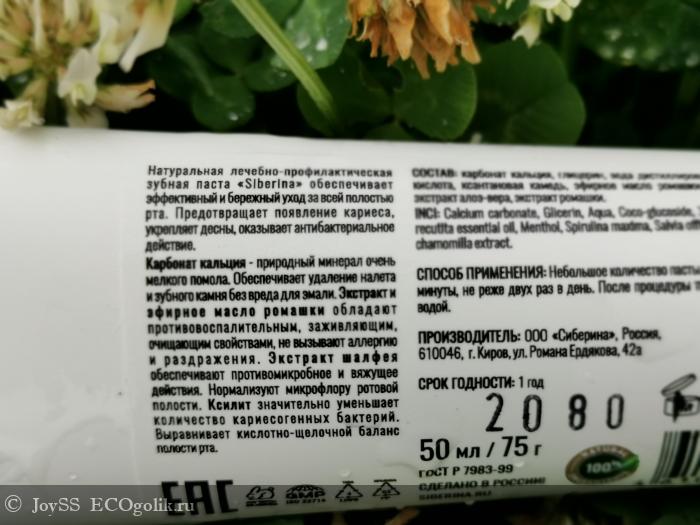 Натуральная лечебно-профилактическая
зубная паста «Siberina» обеспечивает
эффективный и бережный уход за всей полостью
рта. Предотвращает появление кариеса,
укрепляет десны, оказывает антибактериальное
действие.
Карбонат кальция - природный минерал очень
мелкого помола. Обеспечивает удаление налета
и зубного камня без вреда для эмали. Экстракт и
эфирное масло ромашки обладают
противовоспалительным, заживляющим,
очищающим свойствами, не вызывают аллергию
и раздражения. Экстракт шалфея
обеспечивают противомикробное и вяжущее
действия. Нормализуют микрофлору ротовой
полости. Ксилит значительно уменьшает
количество кариесогенных бактерий.
Выравнивает кислотно-щелочной баланс
полости рта.
EAC GMP
СОСТАВ: карбонат кальция, глицерин, вода
кислота, ксантановая камедь, эфирное масло
экстракт алоэ-вера, экстракт ромашки.
INCI: Calcium carbonate, Glicerin, Aqua, Coco-glucoside,
recutita essential oil, Menthol, Spirulina maxima, Salvia
chamomilla extract.
СПОСОБ ПРИМЕНЕНИЯ: Небольшое количество
минуты, не реже двух раз в день. После процедуры
водой.
ПРОИЗВОДИТЕЛЬ: ООО «Сиберина», Россия,
610046, г. Киров, ул. Романа Ердякова, 42а
СРОК ГОДНОСТИ: 1 год
2080
50 мл / 75 г
ГОСТ Р 7983-99
СДЕЛАНО В РОССИИ
SIBERINA.RU
100%
© JoySS ECOgolik.ru